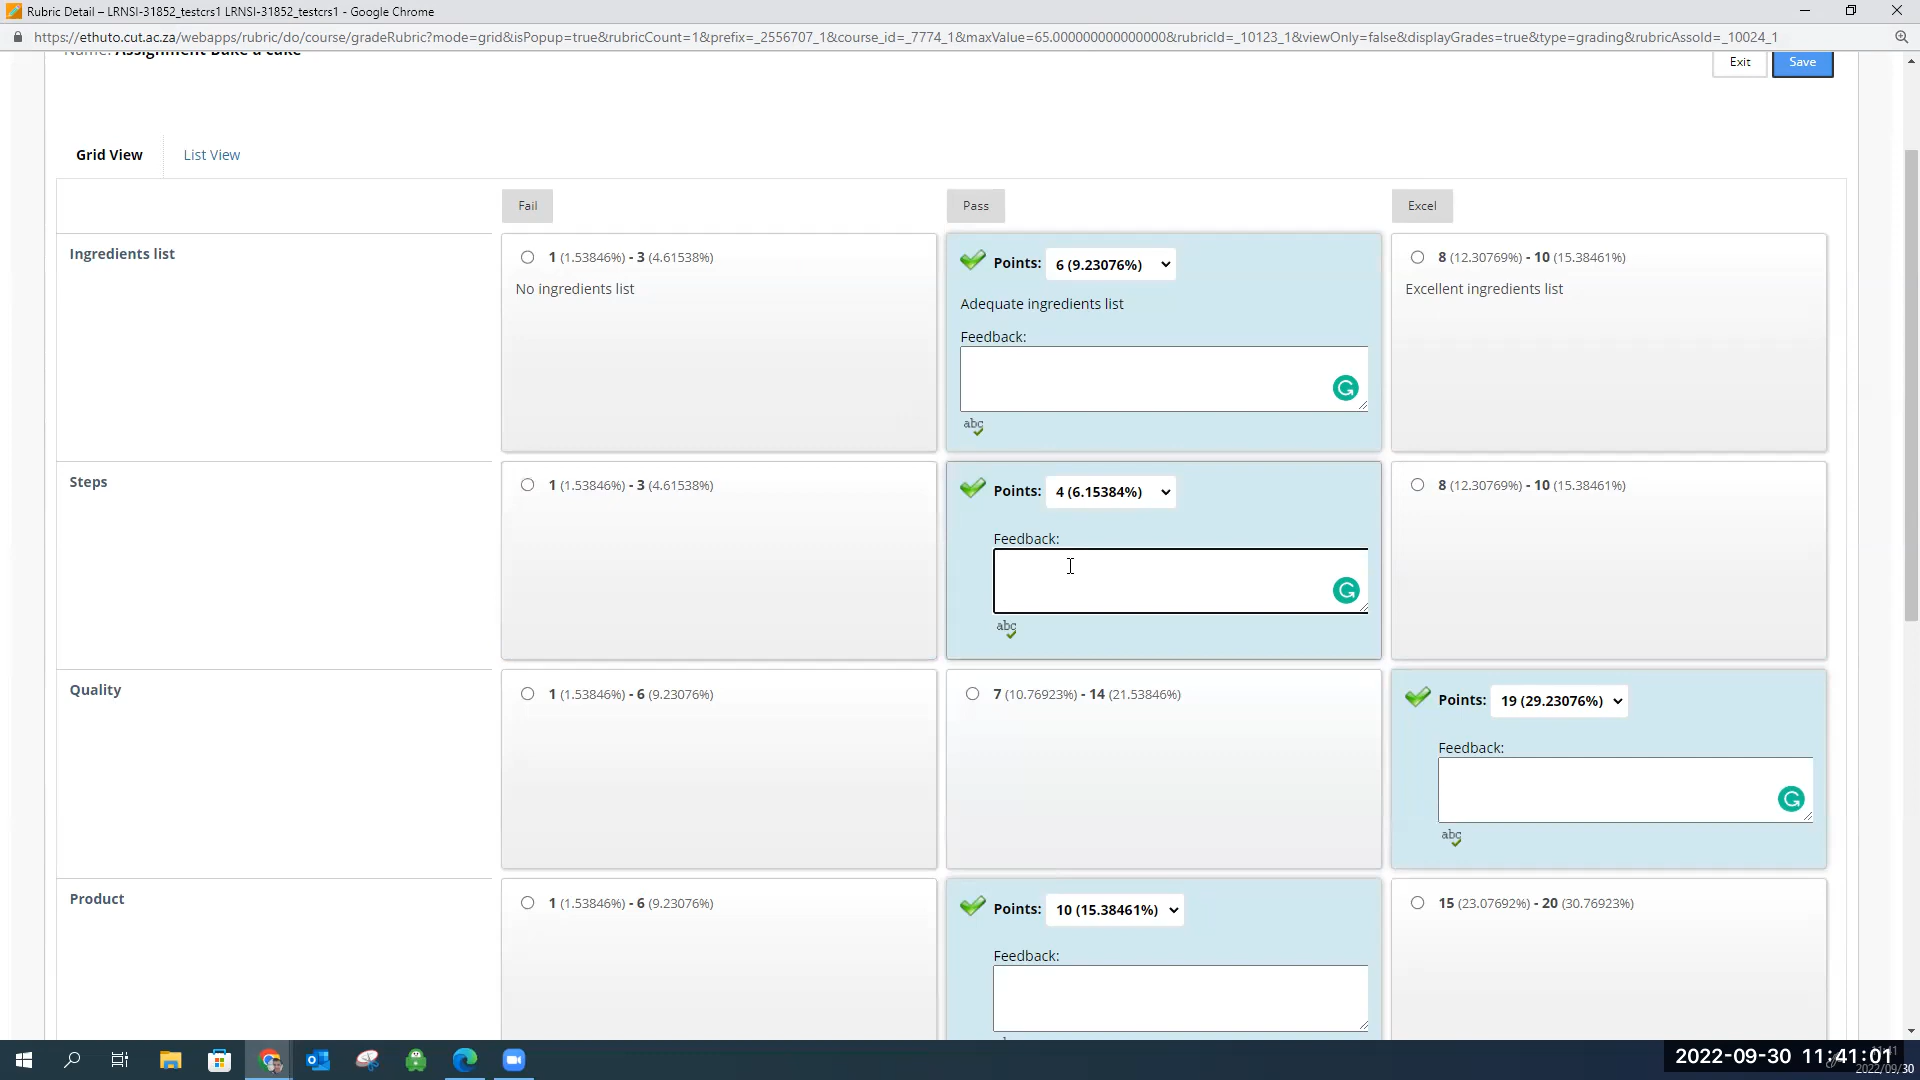 Rubric Detail – LRNSI-31852_testcrs1 LRNSI-31852_testcrs1 - Google Chrome
https://ethuto.cut.ac.za/webapps/rubric/do/course/gradeRubric?mode=grid&isPopup=true&rubricCount=1&prefix=_2556707_1&course_id=_7774_1&maxValue=65.000000000000000&rubricId=_10123_1&viewOnly=false&displayGrades=true&type=grading&rubricAssoId=_10024_1
Name: Assignment Bake a cake
Exit Save
Grid View List View
Fail Pass Excel
Ingredients list
1 (1.53846%) - 3 (4.61538%)
No ingredients list
Points: 6 (9.23076%)
Adequate ingredients list
Feedback:
abc
8 (12.30769%) - 10 (15.38461%)
Excellent ingredients list
Steps
1 (1.53846%) - 3 (4.61538%)
Points: 4 (6.15384%)
Feedback:
abc
8 (12.30769%) - 10 (15.38461%)
Quality
1 (1.53846%) - 6 (9.23076%)
7 (10.76923%) - 14 (21.53846%)
Points: 19 (29.23076%)
Feedback:
abc
Product
1 (1.53846%) - 6 (9.23076%)
Points: 10 (15.38461%)
Feedback:
15 (23.07692%) - 20 (30.76923%)
2022-09-30 11:41:01
2022/09/30